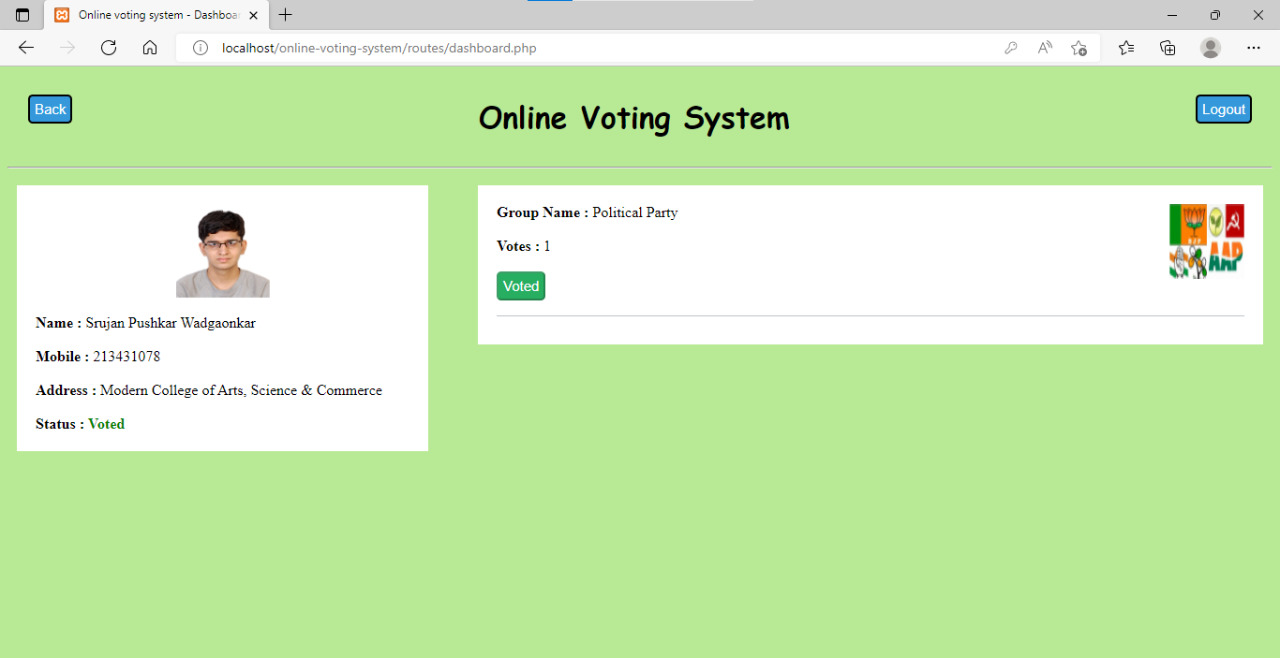 Online voting system - Dashboa
localhost/online-voting-system/routes/dashboard.php
Back
Online Voting System
Logout
Name : Srujan Pushkar Wadgaonkar
Mobile : 213431078
Address : Modern College of Arts, Science & Commerce
Status : Voted
Group Name : Political Party
Votes : 1
Voted
AAP